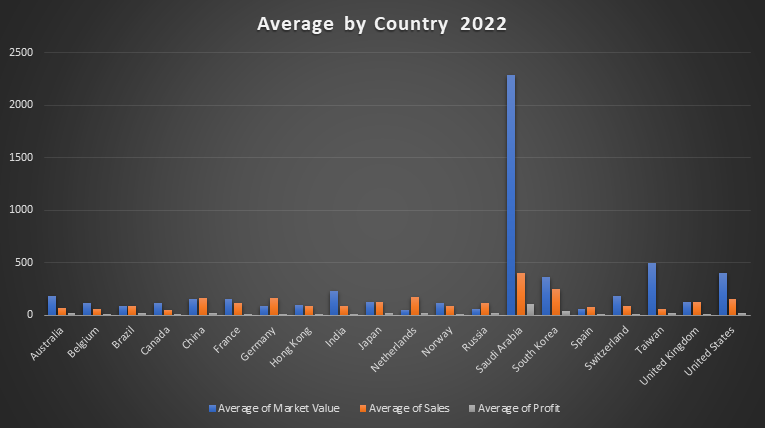 Average by Country 2022
2500
2000
1500
1000
500
0
Australia
Belgium
Brazil
Canada
China
France
Germany
Hong Kong
India
Japan
Netherlands
Norway
Russia
Saudi Arabia
South Korea
Spain
Switzerland
Taiwan
United Kingdom
United States
Average of Market Value Average of Sales Average of Profit